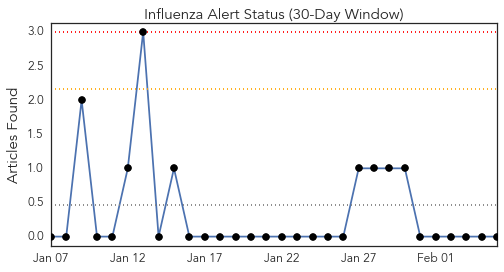 Influenza Alert Status (30-Day Window)
Articles Found
3.0
2.5
2.0
1.5
1.0
0.5
0.0
Jan 07 Jan 12 Jan 17 Jan 22 Jan 27 Feb 01